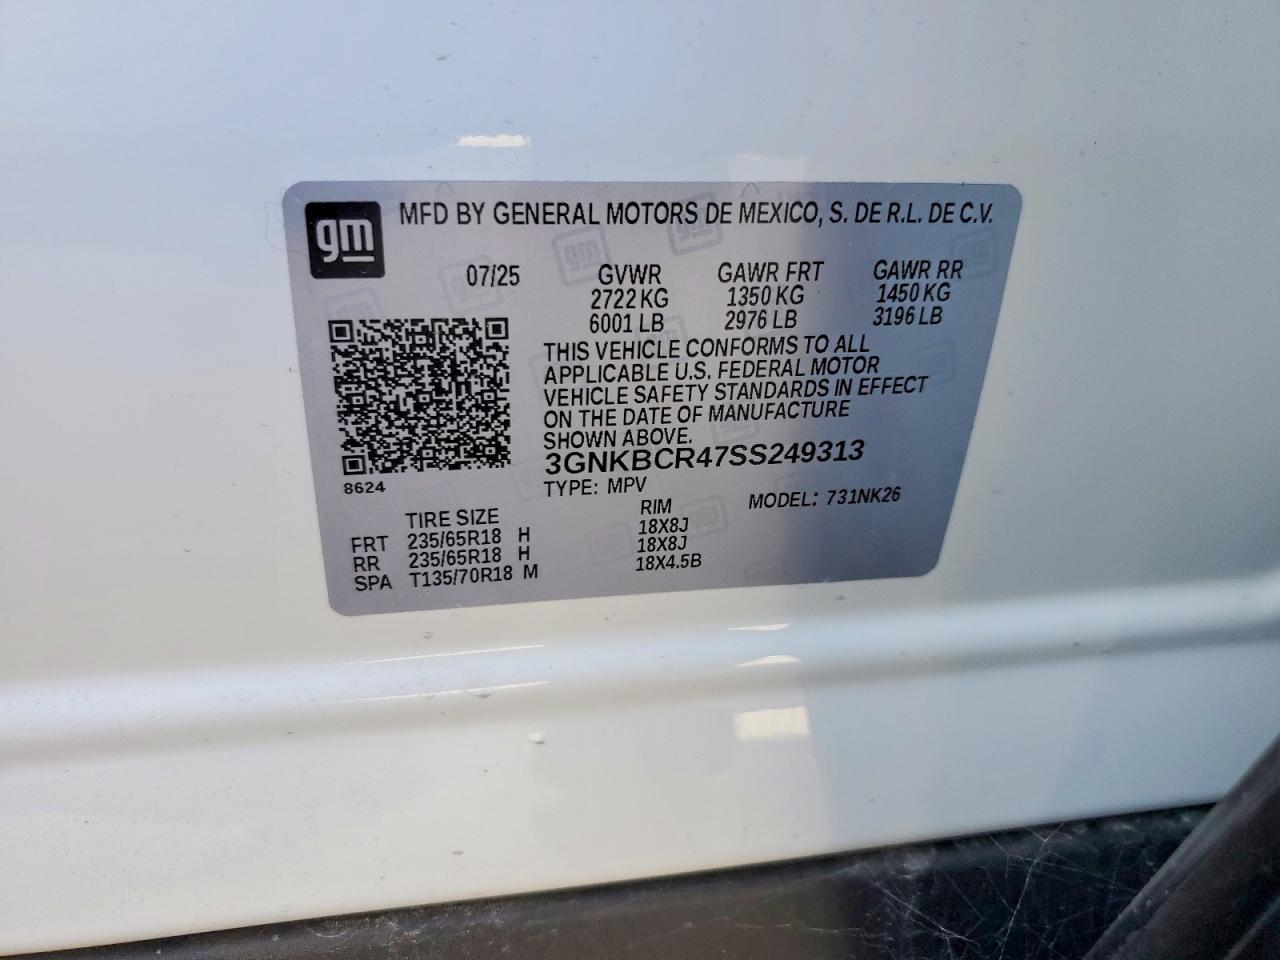 gm
MFD BY GENERAL MOTORS DE MEXICO, S. DE R.L. DE C.V.
07/25 GVWR GAWR FRT GAWR RR
2722 KG 1350 KG 1450 KG
6001 LB 2976 LB 3196 LB
THIS VEHICLE CONFORMS TO ALL
APPLICABLE U.S. FEDERAL MOTOR
VEHICLE SAFETY STANDARDS IN EFFECT
ON THE DATE OF MANUFACTURE
SHOWN ABOVE.
3GNKBCR47SS249313
8624
TYPE: MPV MODEL: 731NK26
TIRE SIZE RIM
FRT 235/65R18 H 18X8J
RR 235/65R18 H 18X8J
SPA T135/70R18 M 18X4.5B